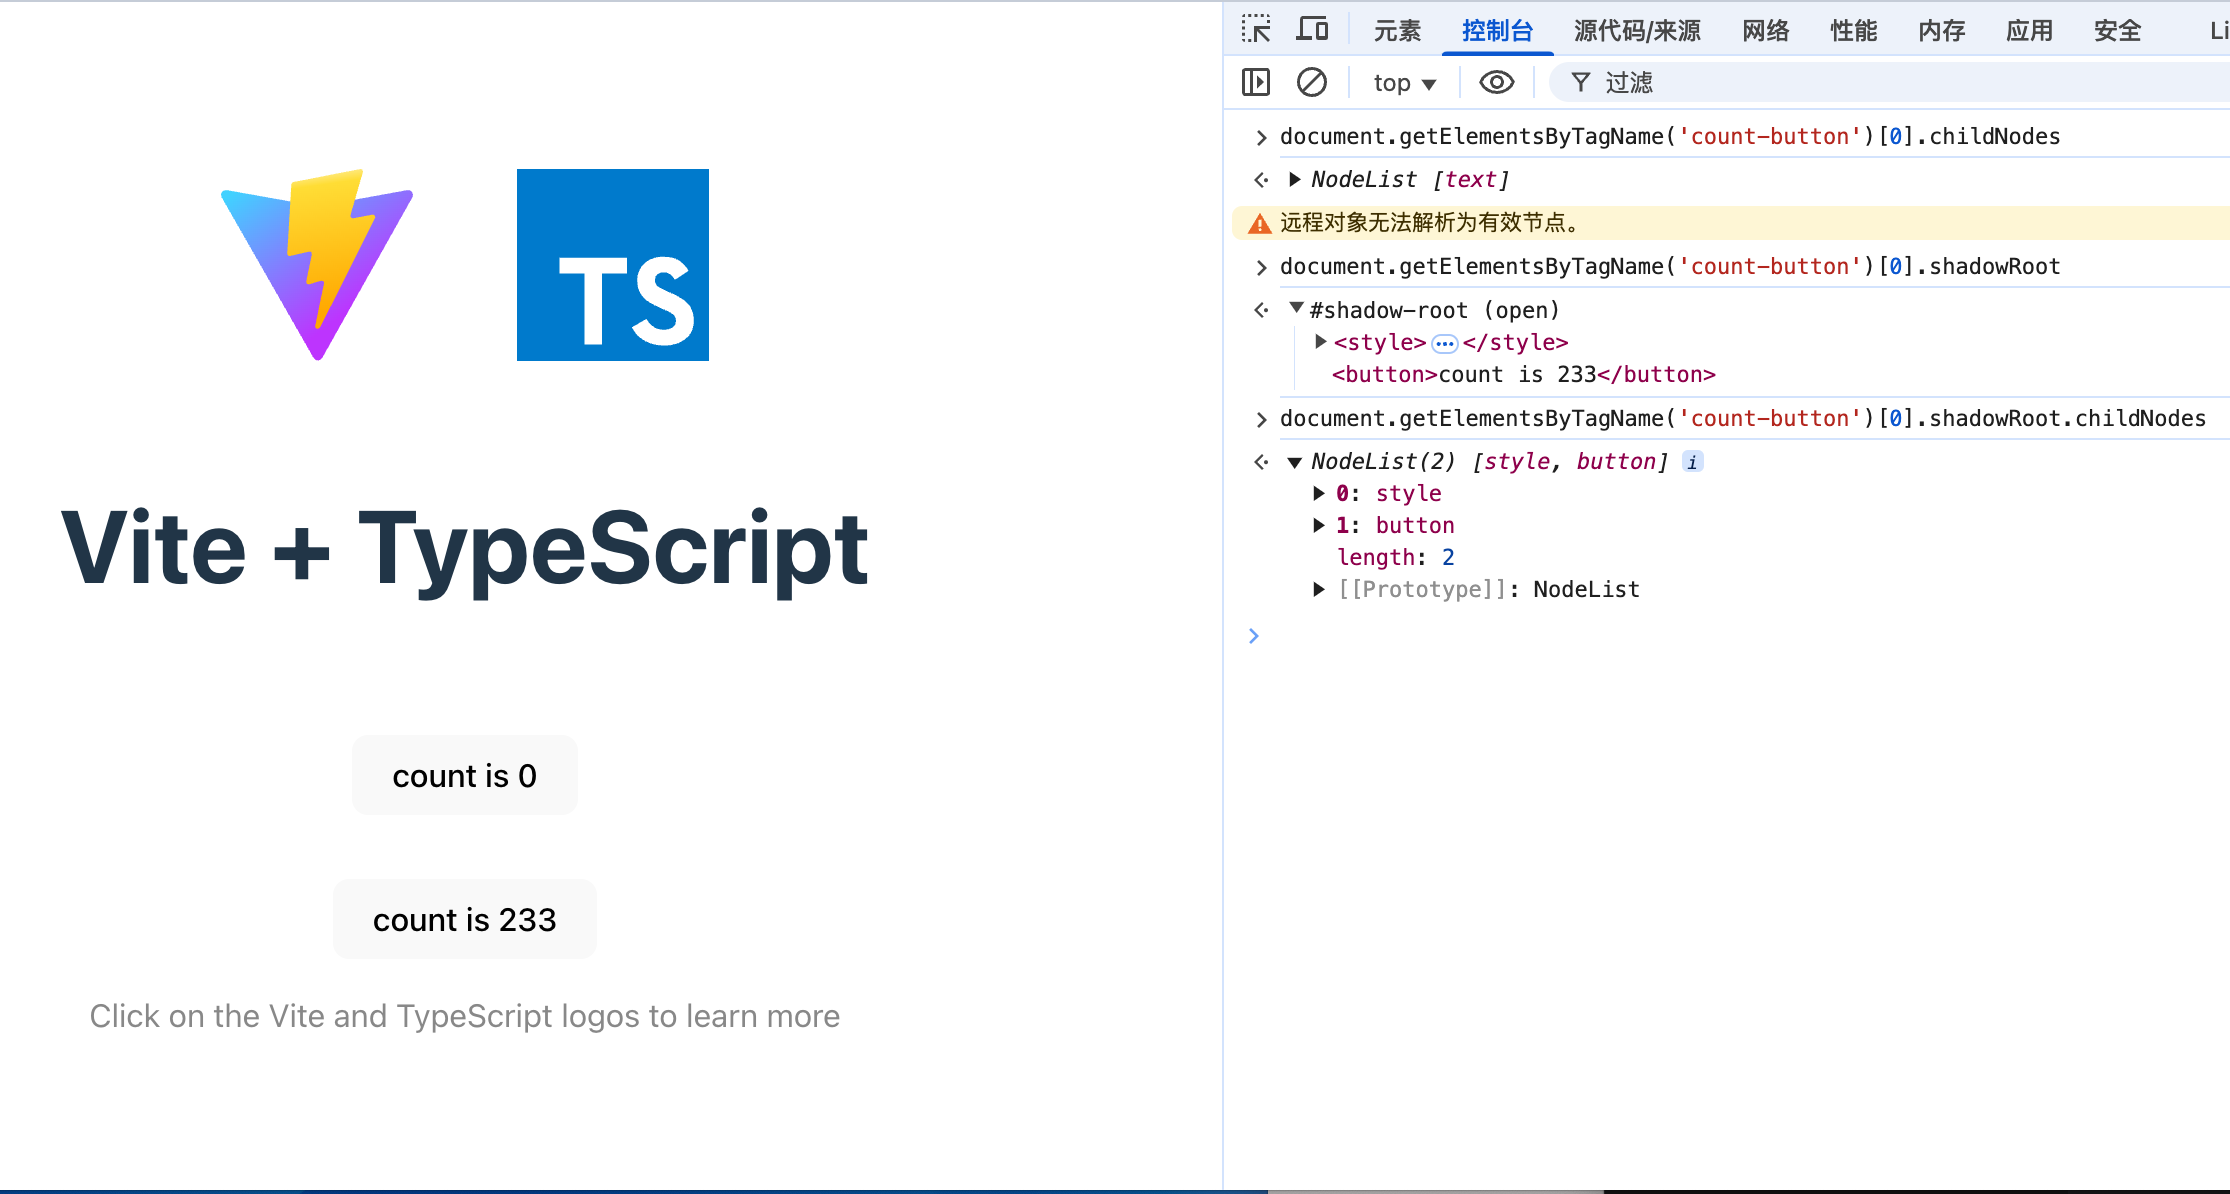 TS
Vite + TypeScript
count is 0
count is 233
Click on the Vite and TypeScript logos to learn more
元素 控制台 源代码/来源 网络 性能 内存 应用 安全 Li
top 过滤
document.getElementsByTagName('count-button')[0].childNodes
NodeList [text]
远程对象无法解析为有效节点。
document.getElementsByTagName('count-button')[0].shadowRoot
#shadow-root (open)
<style>…</style>
<button>count is 233</button>
document.getElementsByTagName('count-button')[0].shadowRoot.childNodes
NodeList(2) [style, button] i
0: style
1: button
length: 2
[[Prototype]]: NodeList